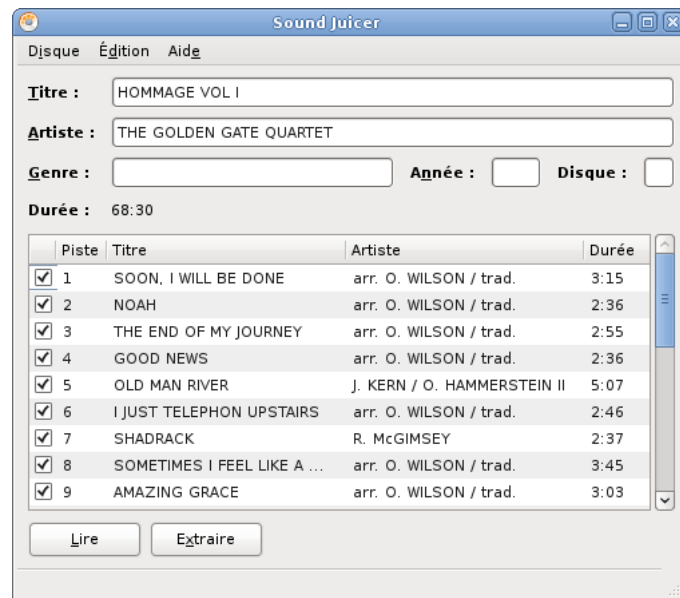 Sound Juicer
Disque Édition Aide
Titre : HOMMAGE VOL I
Artiste : THE GOLDEN GATE QUARTET
Genre : Année : Disque :
Durée : 68:30
Piste Titre Artiste Durée
1 SOON, I WILL BE DONE arr. O. WILSON / trad. 3:15
2 NOAH arr. O. WILSON / trad. 2:36
3 THE END OF MY JOURNEY arr. O. WILSON / trad. 2:55
4 GOOD NEWS arr. O. WILSON / trad. 2:36
5 OLD MAN RIVER J. KERN / O. HAMMERSTEIN II 5:07
6 I JUST TELEPHON UPSTAIRS arr. O. WILSON / trad. 2:46
7 SHADRACK R. McGIMSEY 2:37
8 SOMETIMES I FEEL LIKE A ... arr. O. WILSON / trad. 3:45
9 AMAZING GRACE arr. O. WILSON / trad. 3:03
Lire Extraire